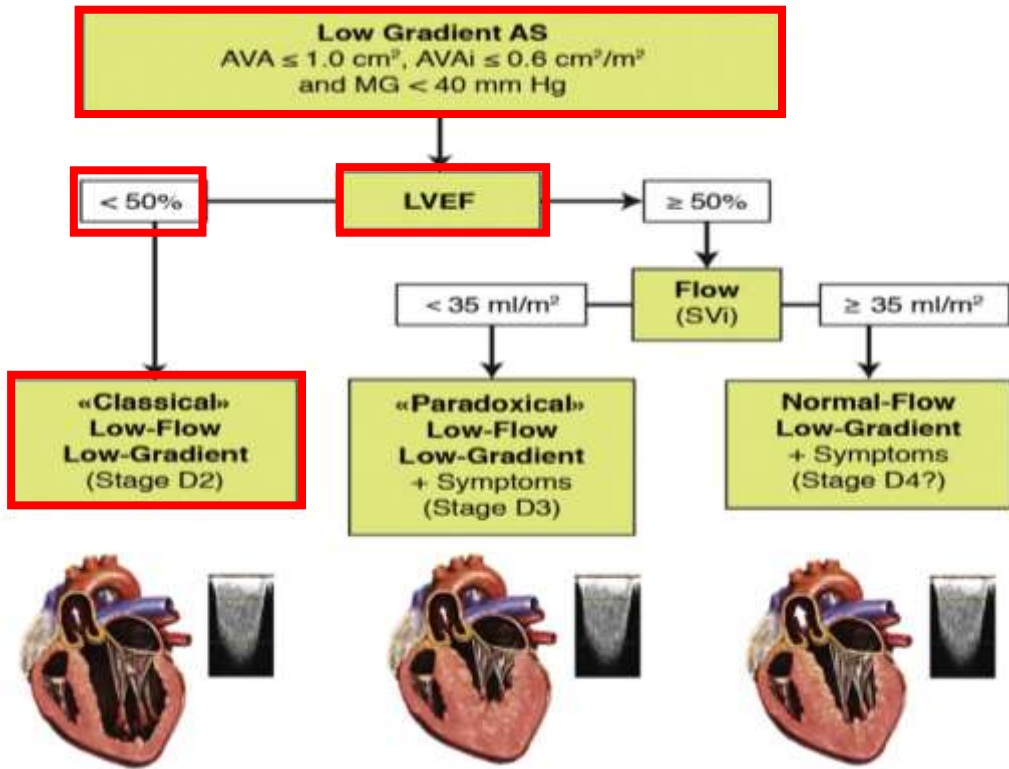 Low Gradient AS
AVA ≤ 1.0 cm², AVAi ≤ 0.6 cm²/m²
and MG < 40 mm Hg
< 50%
LVEF
≥ 50%
< 35 ml/m²
Flow
(SVi)
≥ 35 ml/m²
«Classical»
Low-Flow
Low-Gradient
(Stage D2)
«Paradoxical»
Low-Flow
Low-Gradient
+ Symptoms
(Stage D3)
Normal-Flow
Low-Gradient
+ Symptoms
(Stage D4?)